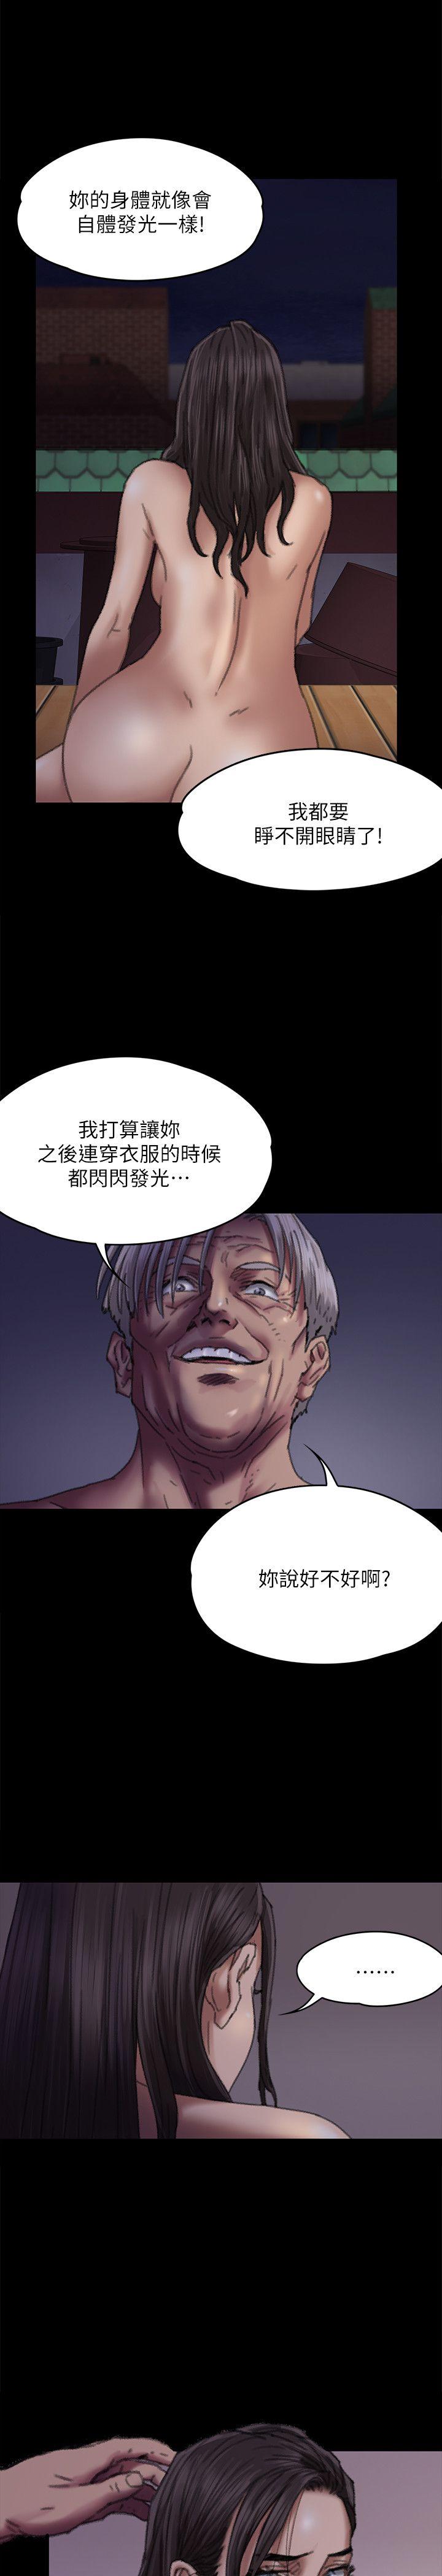 妳的身體就像會
自體發光一樣!
我都要
睜不開眼睛了!
我打算讓妳
之後連穿衣服的時候
都閃閃發光…
妳說好不好啊?
……